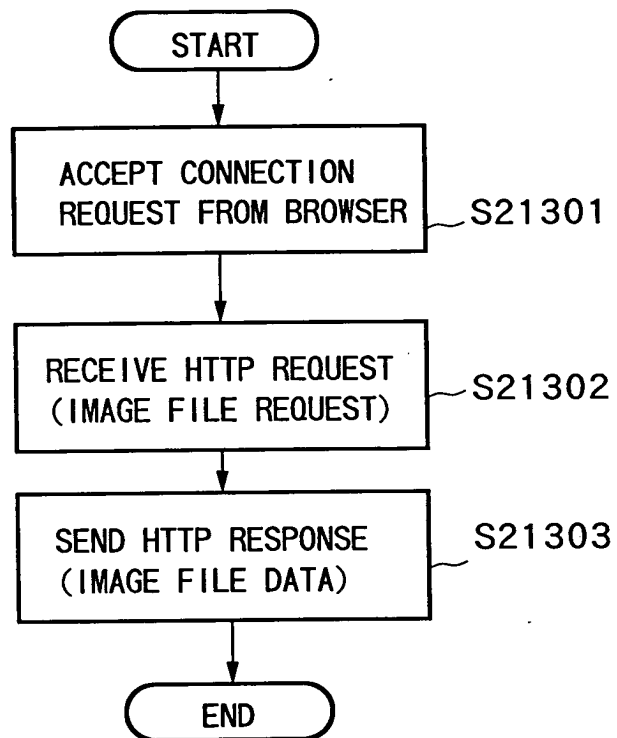 START
ACCEPT CONNECTION
REQUEST FROM BROWSER
S21301
RECEIVE HTTP REQUEST
(IMAGE FILE REQUEST)
S21302
SEND HTTP RESPONSE
(IMAGE FILE DATA)
S21303
END